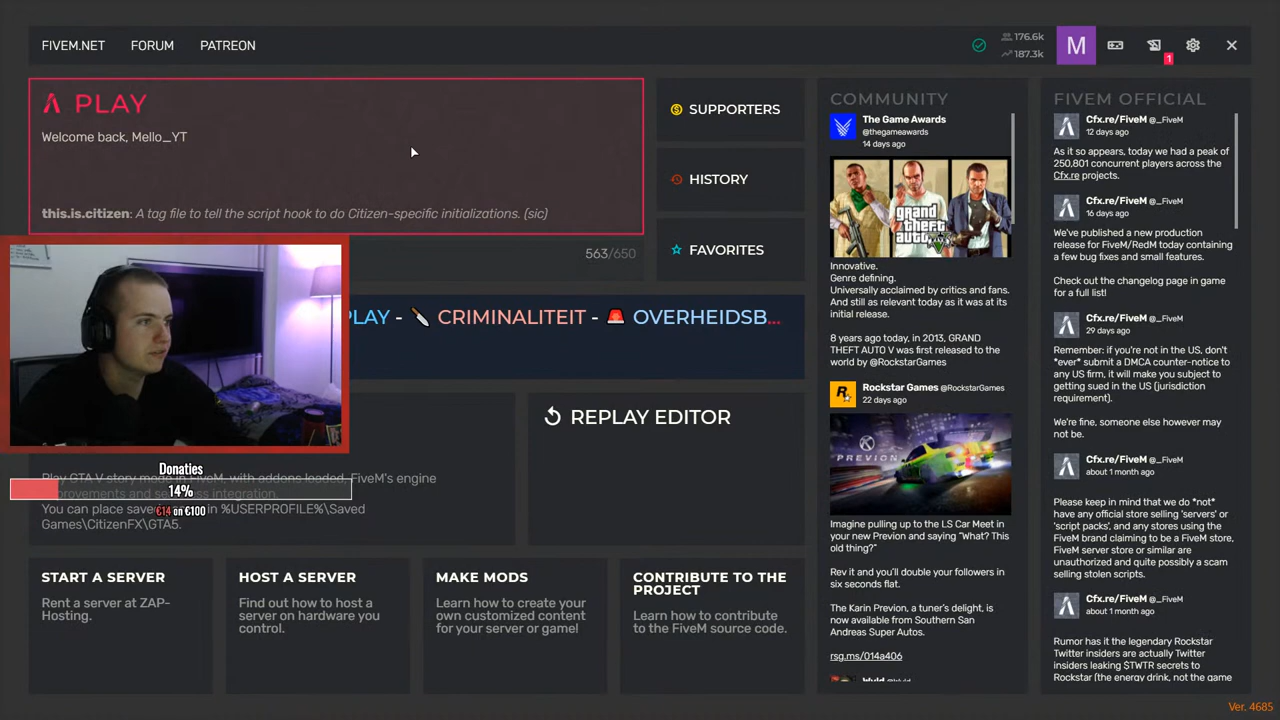 FIVEM.NET
FORUM
PATREON
176.6k
187.3k
M
1
PLAY
Welcome back, Mello_YT
this.is.citizen: A tag file to tell the script hook to do Citizen-specific initializations. (sic)
563/650
SUPPORTERS
HISTORY
FAVORITES
PLAY - CRIMINALITEIT - OVERHEIDSB...
REPLAY EDITOR
Play GTA V story mode in FiveM, with addons loaded, FiveM's engine
improvements and
integration.
You can place
in %USERPROFILE%\Saved
Games\CitizenFX\GTA5.
Donaties
14%
€14 on €100
START A SERVER
Rent a server at ZAP-
Hosting.
HOST A SERVER
Find out how to host a
server on hardware you
control.
MAKE MODS
Learn how to create your
own customized content
for your server or game!
CONTRIBUTE TO THE
PROJECT
Learn how to contribute
to the FiveM source code.
COMMUNITY
The Game Awards
@thegameawards
14 days ago
grand
theft
auto
V
Innovative.
Genre defining.
Universally acclaimed by critics and fans.
And still as relevant today as it was at its
initial release.
8 years ago today, in 2013, GRAND
THEFT AUTO V was first released to the
world by @RockstarGames
Rockstar Games @RockstarGames
22 days ago
PREVION
Imagine pulling up to the LS Car Meet in
your new Previon and saying "What? This
old thing?"
Rev it and you'll double your followers in
six seconds flat.
The Karin Previon, a tuner's delight, is
now available from Southern San
Andreas Super Autos.
rsg.ms/014a406
FIVEM OFFICIAL
Cfx.re/FiveM @_FiveM
12 days ago
As it so appears, today we had a peak of
250,801 concurrent players across the
Cfx.re projects.
Cfx.re/FiveM @_FiveM
16 days ago
We've published a new production
release for FiveM/RedM today containing
a few bug fixes and small features.
Check out the changelog page in game
for a full list!
Cfx.re/FiveM @_FiveM
29 days ago
Remember: if you're not in the US, don't
*ever* submit a DMCA counter-notice to
any US firm, it will make you subject to
getting sued in the US (jurisdiction
requirement).
We're fine, someone else however may
not be.
Cfx.re/FiveM @_FiveM
about 1 month ago
Please keep in mind that we do *not*
have any official store selling 'servers' or
'script packs', and any stores using the
FiveM brand claiming to be a FiveM store,
FiveM server store or similar are
unauthorized and quite possibly a scam
selling stolen scripts.
Cfx.re/FiveM @_FiveM
about 1 month ago
Rumor has it the legendary Rockstar
Twitter insiders are actually Twitter
insiders leaking $TWTR secrets to
Rockstar (the energy drink, not the game
Ver. 4685